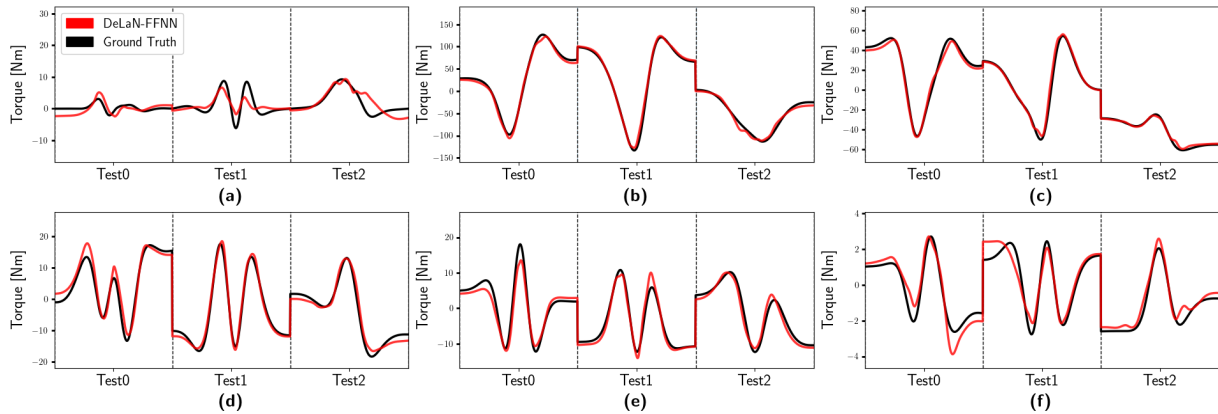 DeLaN-FFNN
Ground Truth
Torque [Nm]
30
20
10
0
−10
Test0 Test1 Test2
(a)
Torque [Nm]
150
100
50
0
−50
−100
−150
Test0 Test1 Test2
(b)
Torque [Nm]
80
60
40
20
0
−20
−40
−60
Test0 Test1 Test2
(c)
Torque [Nm]
20
10
0
−10
−20
Test0 Test1 Test2
(d)
Torque [Nm]
20
10
0
−10
Test0 Test1 Test2
(e)
Torque [Nm]
4
2
0
−2
−4
Test0 Test1 Test2
(f)